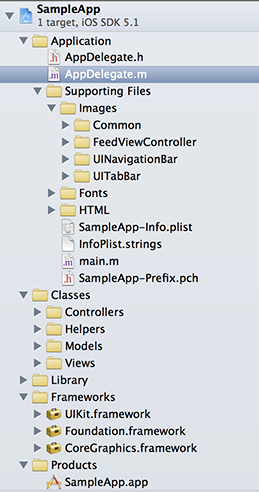 SampleApp
1 target, iOS SDK 5.1
Application
AppDelegate.h
AppDelegate.m
Supporting Files
Images
Common
FeedViewController
UINavigationBar
UITabBar
Fonts
HTML
SampleApp-Info.plist
InfoPlist.strings
main.m
SampleApp-Prefix.pch
Classes
Controllers
Helpers
Models
Views
Library
Frameworks
UIKit.framework
Foundation.framework
CoreGraphics.framework
Products
SampleApp.app